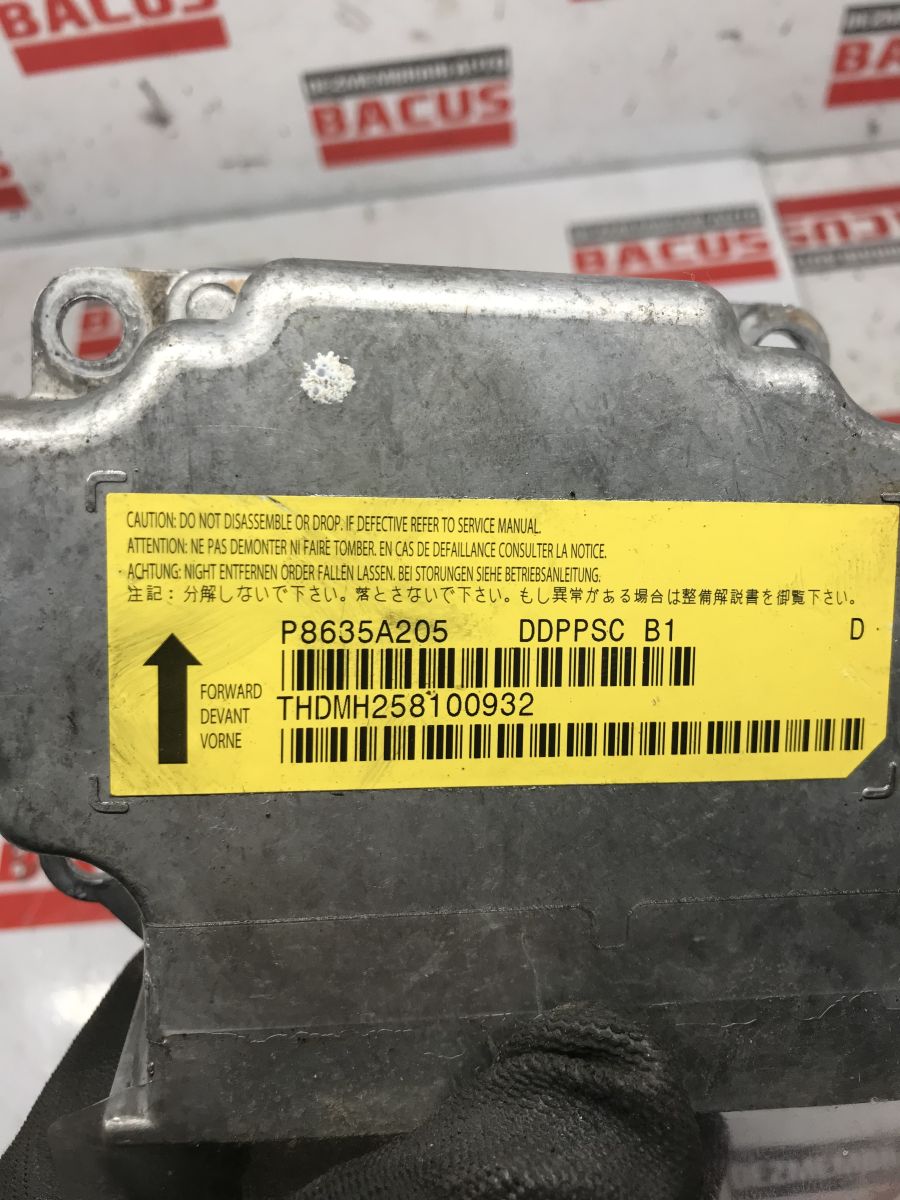 BACUS
DEZMEMBRARI AUTO
BACUS
BACUS
BACUS
CAUTION: DO NOT DISASSEMBLE OR DROP. IF DEFECTIVE REFER TO SERVICE MANUAL.
ATTENTION: NE PAS DEMONTER NI FAIRE TOMBER. EN CAS DE DEFAILLANCE CONSULTER LA NOTICE.
ACHTUNG: NIGHT ENTFERNEN ORDER FALLEN LASSEN. BEI STORUNGEN SIEHE BETRIEBSANLEITUNG.
注記：分解しないで下さい。落とさないで下さい。もし異常がある場合は整備解説書を御覧下さい。
P8635A205 DDPPSC B1 D
FORWARD
DEVANT
VORNE
THDMH258100932